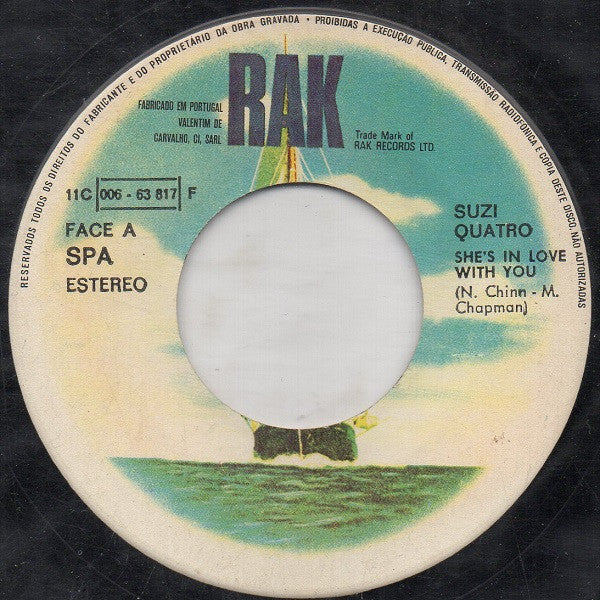 RESERVADOS TODOS OS DIREITOS DO FABRICANTE E DO PROPRIETÁRIO DA OBRA GRAVADA • PROIBIDAS A EXECUÇÃO PÚBLICA, TRANSMISSÃO RADIOFÓNICA E CÓPIA DESTE DISCO, NÃO AUTORIZADAS
RAK
FABRICADO EM PORTUGAL
VALENTIM DE
CARVALHO, CI, SARL
Trade Mark of
RAK RECORDS LTD.
11C 006 - 63 817 F
FACE A
SPA
ESTEREO
SUZI
QUATRO
SHE'S IN LOVE
WITH YOU
(N. Chinn - M.
Chapman)